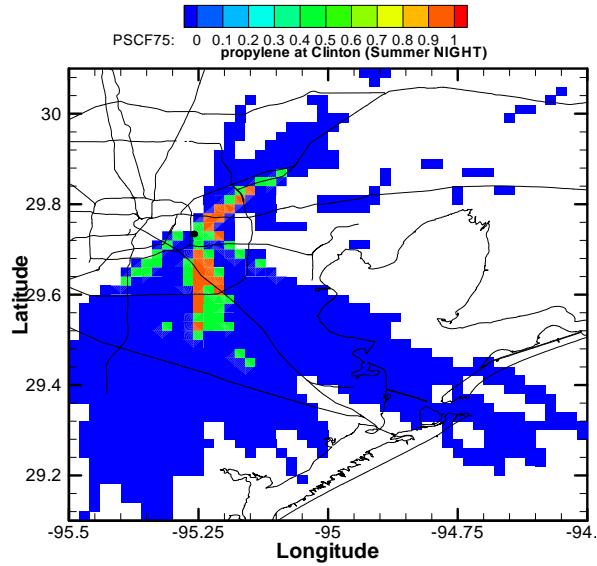 PSCF75: 0 0.1 0.2 0.3 0.4 0.5 0.6 0.7 0.8 0.9 1
propylene at Clinton (Summer NIGHT)
30
29.8
29.6
29.4
29.2
Latitude
-95.5 -95.25 -95 -94.75 -94.
Longitude